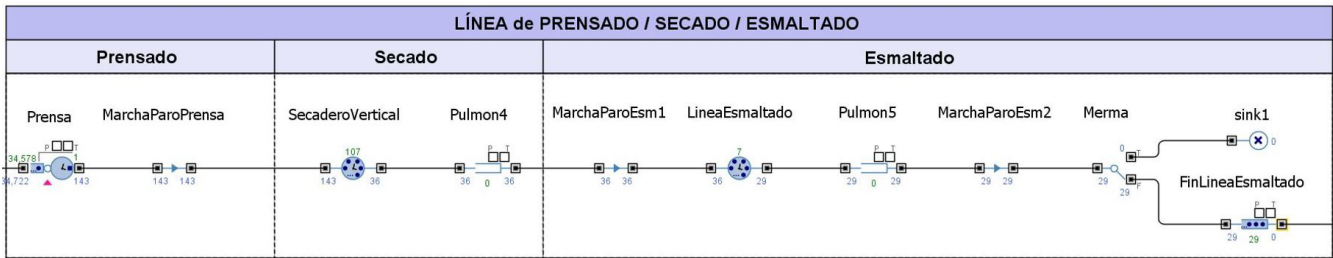 LÍNEA de PRENSADO / SECADO / ESMALTADO
Prensado Secado Esmaltado
Prensa MarchaParoPrensa SecaderoVertical Pulmon4 MarchaParoEsm1 LineaEsmaltado Pulmon5 MarchaParoEsm2 Merma sink1
P T P T P T
34,578 1 107 7 0 T 0
143 143 143 143 36 36 0 36 36 36 36 29 29 0 29 29 29 29 29 F
FinLineaEsmaltado
P T
29 29 0